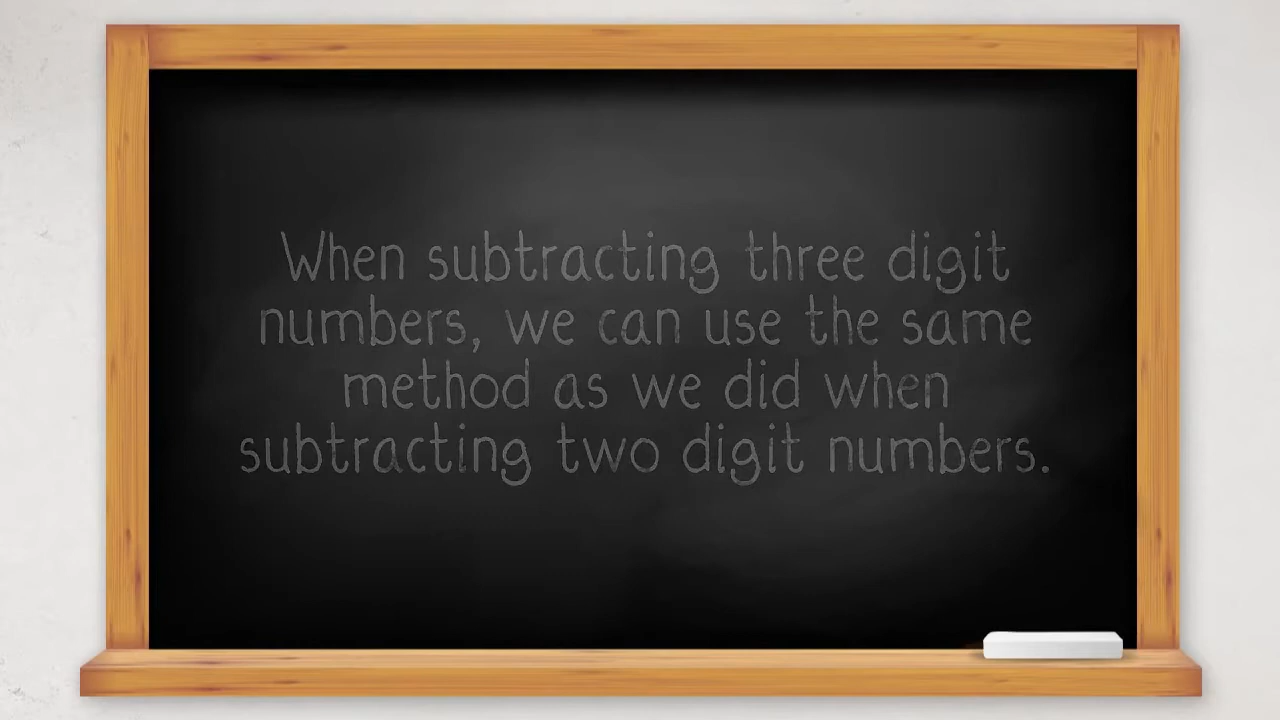 When subtracting three digit
numbers, we can use the same
method as we did when
subtracting two digit numbers.